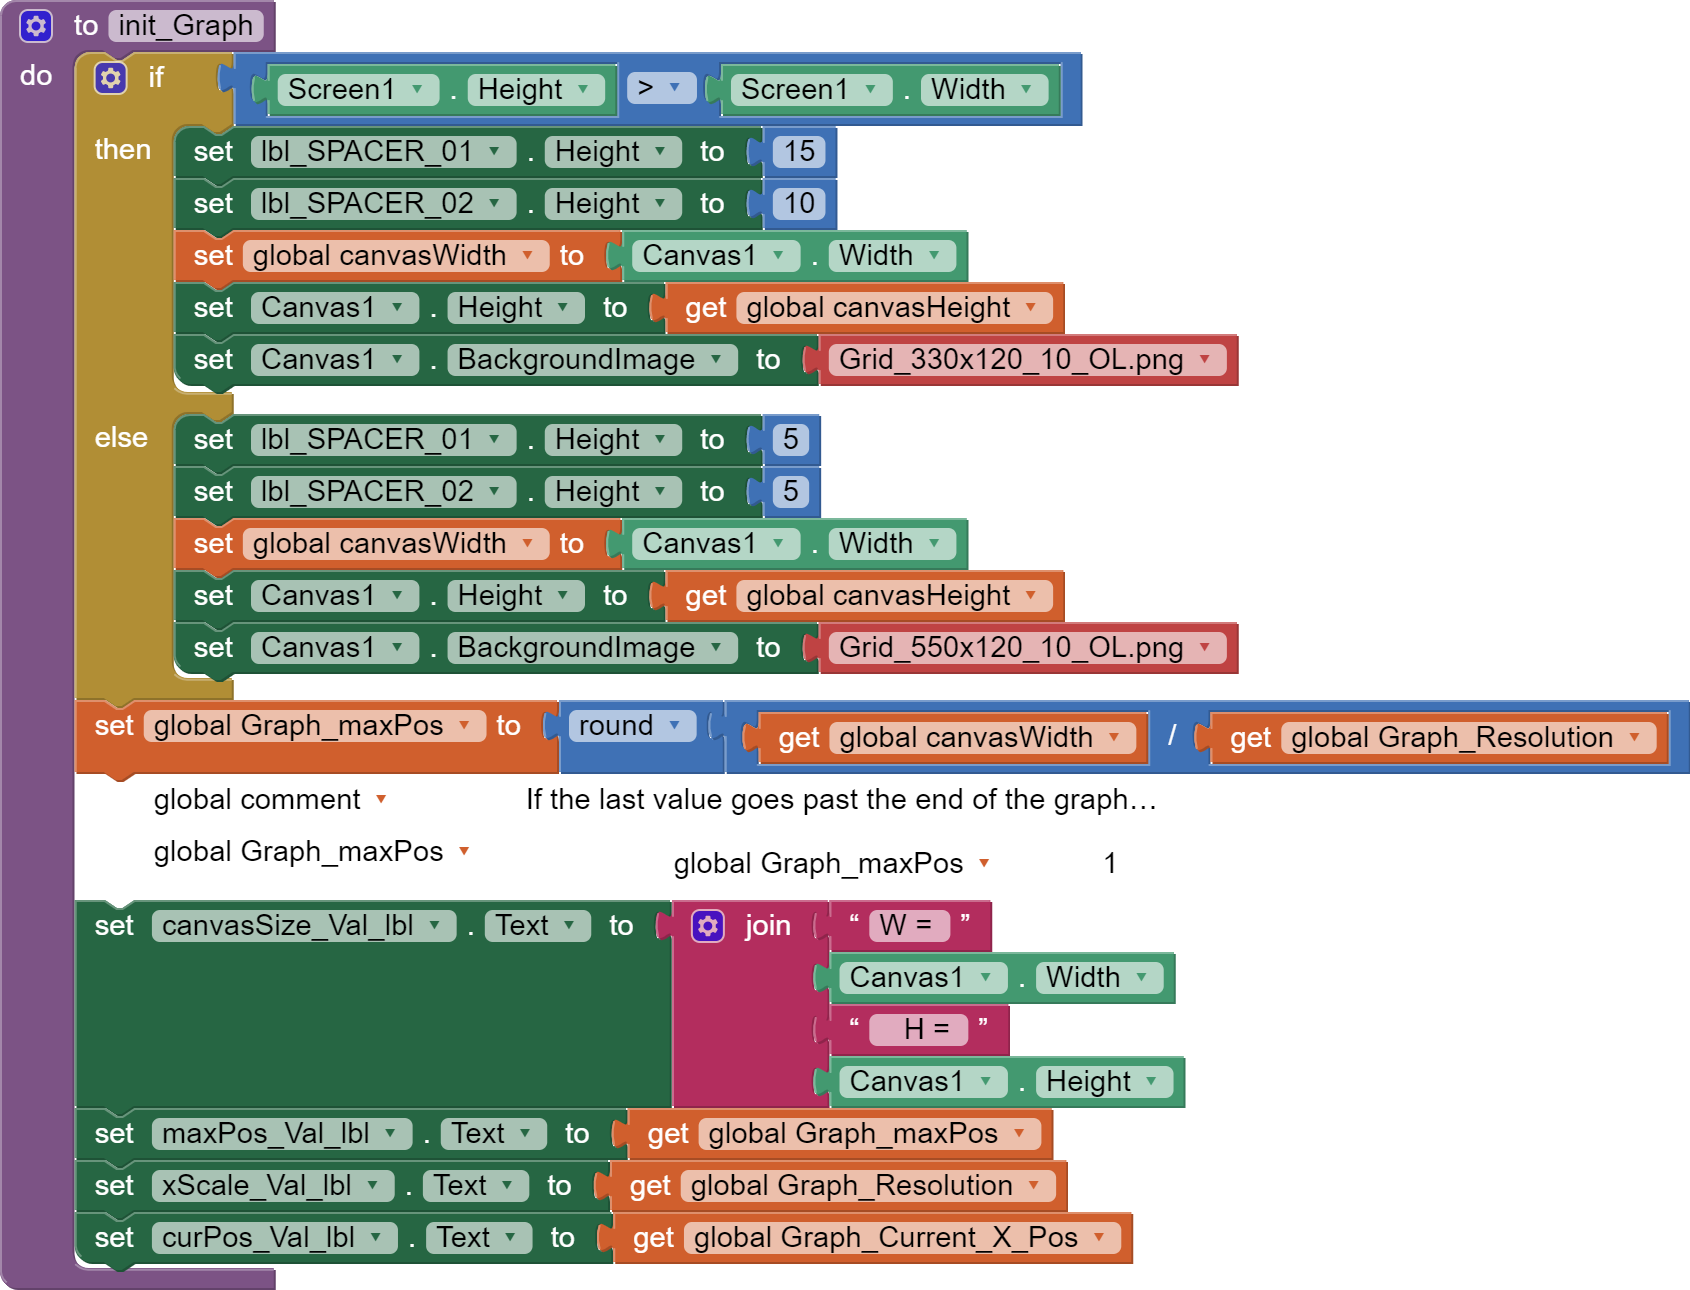 to init_Graph
do if Screen1 . Height > Screen1 . Width
then set lbl_SPACER_01 . Height to 15
set lbl_SPACER_02 . Height to 10
set global canvasWidth to Canvas1 . Width
set Canvas1 . Height to get global canvasHeight
set Canvas1 . BackgroundImage to Grid_330x120_10_OL.png
else set lbl_SPACER_01 . Height to 5
set lbl_SPACER_02 . Height to 5
set global canvasWidth to Canvas1 . Width
set Canvas1 . Height to get global canvasHeight
set Canvas1 . BackgroundImage to Grid_550x120_10_OL.png
set global Graph_maxPos to round get global canvasWidth / get global Graph_Resolution
global comment If the last value goes past the end of the graph…
global Graph_maxPos global Graph_maxPos 1
set canvasSize_Val_lbl . Text to join “ W = ”
Canvas1 . Width
“ H = ”
Canvas1 . Height
set maxPos_Val_lbl . Text to get global Graph_maxPos
set xScale_Val_lbl . Text to get global Graph_Resolution
set curPos_Val_lbl . Text to get global Graph_Current_X_Pos